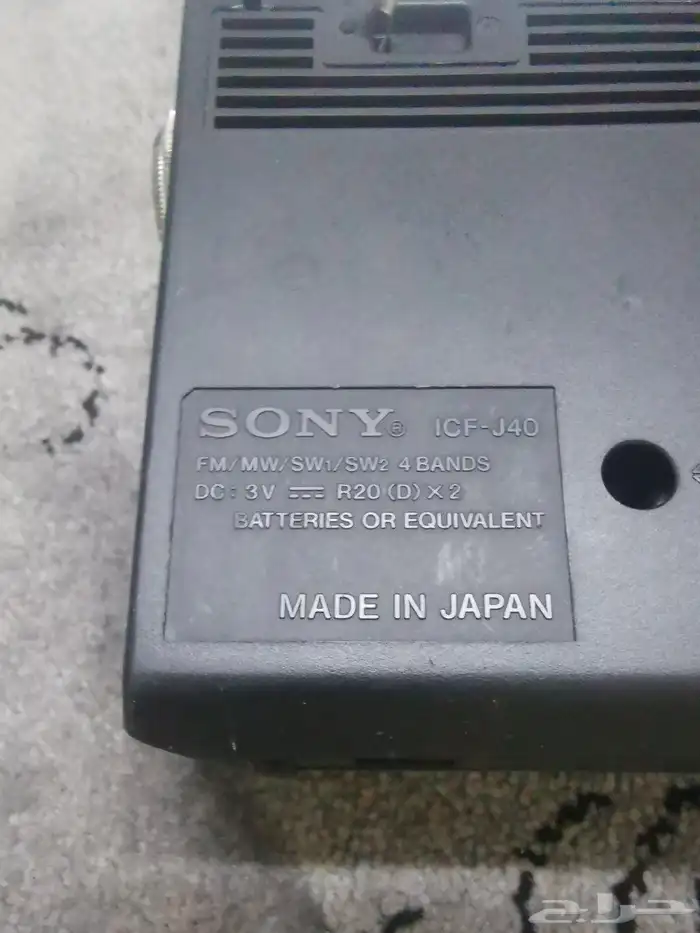 SONY® ICF-J40
FM/MW/SW1/SW2 4 BANDS
DC: 3V ⎓ R20 (D) X 2
BATTERIES OR EQUIVALENT
MADE IN JAPAN
حراج